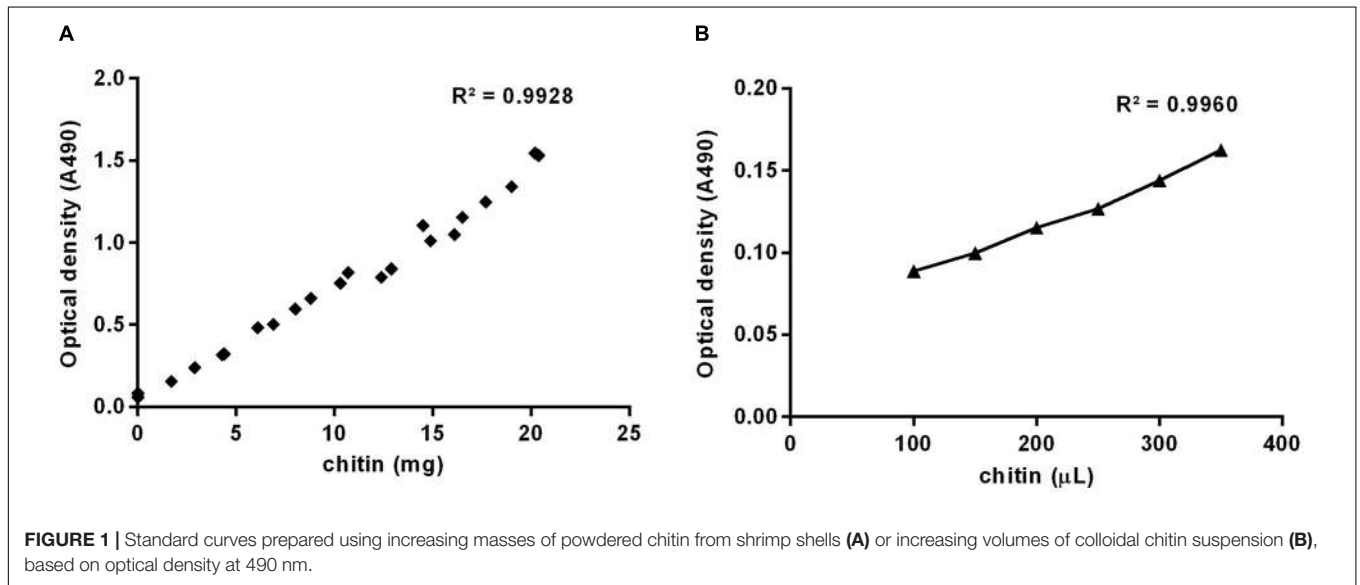 A
2.0
1.5
1.0
0.5
0.0
0 5 10 15 20 25
Optical density (A490)
chitin (mg)
R² = 0.9928
B
0.20
0.15
0.10
0.05
0.00
0 100 200 300 400
Optical density (A490)
chitin (μL)
R² = 0.9960
FIGURE 1 | Standard curves prepared using increasing masses of powdered chitin from shrimp shells (A) or increasing volumes of colloidal chitin suspension (B),
based on optical density at 490 nm.